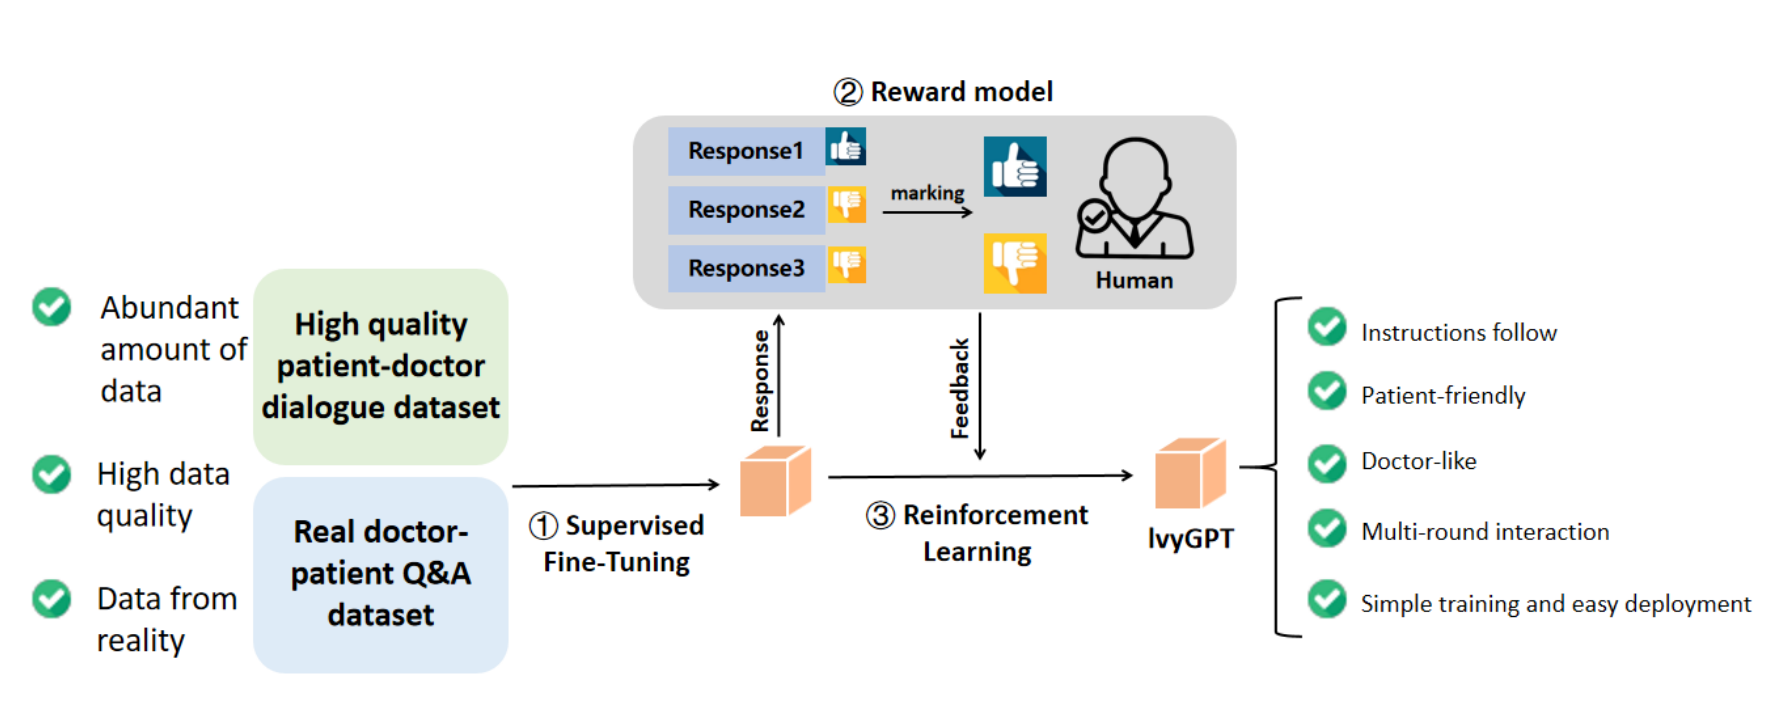 ② Reward model
Response1
Response2
Response3
marking
Human
Abundant
amount of
data
High data
quality
Data from
reality
High quality
patient-doctor
dialogue dataset
Real doctor-
patient Q&A
dataset
① Supervised
Fine-Tuning
Response
Feedback
③ Reinforcement
Learning
IvyGPT
Instructions follow
Patient-friendly
Doctor-like
Multi-round interaction
Simple training and easy deployment